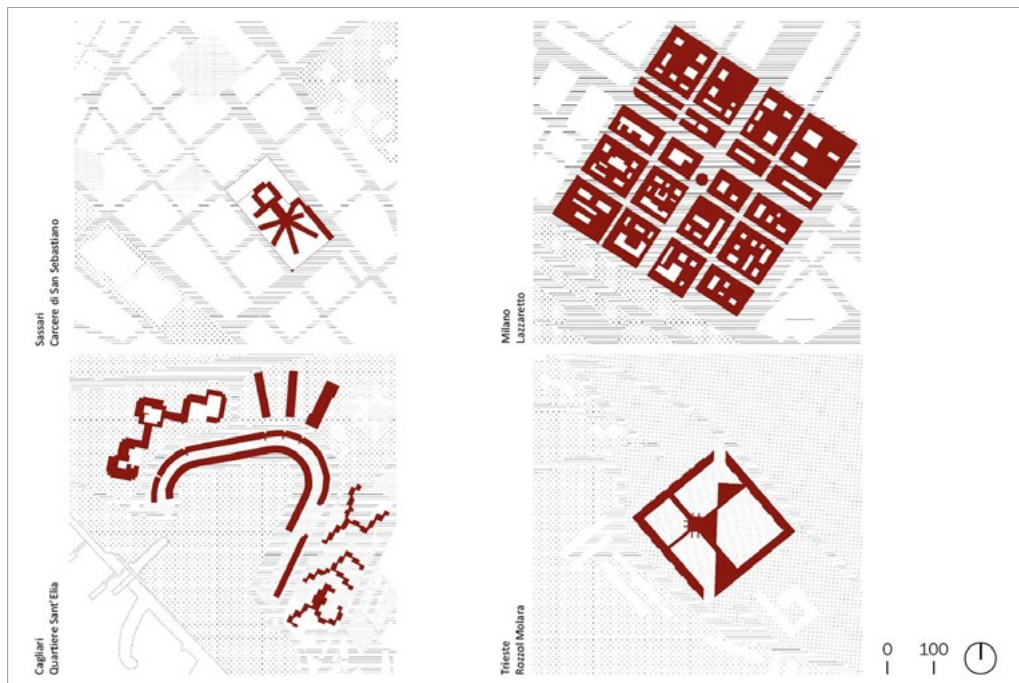 Sassari
Carcere di San Sebastiano
Milano
Lazzaretto
Cagliari
Quartiere Sant'Elia
Trieste
Rozzol Molara
0 100